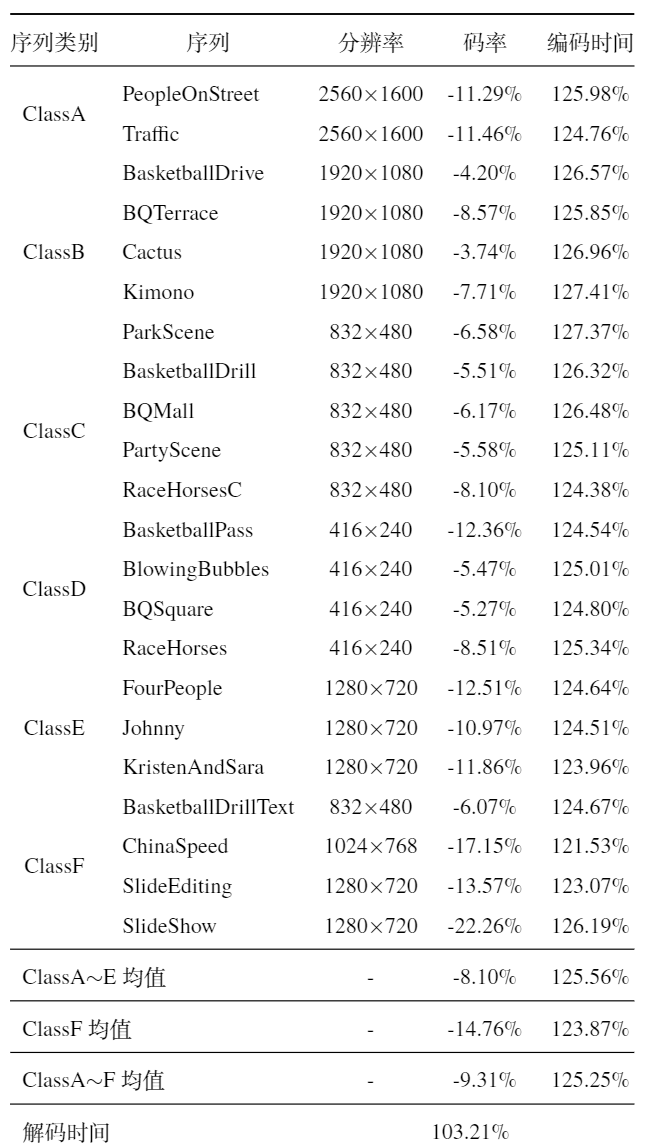 序列类别 序列 分辨率 码率 编码时间
ClassA
PeopleOnStreet 2560×1600 -11.29% 125.98%
Traffic 2560×1600 -11.46% 124.76%
BasketballDrive 1920×1080 -4.20% 126.57%
BQTerrace 1920×1080 -8.57% 125.85%
ClassB Cactus 1920×1080 -3.74% 126.96%
Kimono 1920×1080 -7.71% 127.41%
ParkScene 832×480 -6.58% 127.37%
BasketballDrill 832×480 -5.51% 126.32%
BQMall 832×480 -6.17% 126.48%
ClassC
PartyScene 832×480 -5.58% 125.11%
RaceHorsesC 832×480 -8.10% 124.38%
BasketballPass 416×240 -12.36% 124.54%
BlowingBubbles 416×240 -5.47% 125.01%
ClassD
BQSquare 416×240 -5.27% 124.80%
RaceHorses 416×240 -8.51% 125.34%
FourPeople 1280×720 -12.51% 124.64%
ClassE Johnny 1280×720 -10.97% 124.51%
KristenAndSara 1280×720 -11.86% 123.96%
BasketballDrillText 832×480 -6.07% 124.67%
ChinaSpeed 1024×768 -17.15% 121.53%
ClassF
SlideEditing 1280×720 -13.57% 123.07%
SlideShow 1280×720 -22.26% 126.19%
ClassA~E 均值 - -8.10% 125.56%
ClassF 均值 - -14.76% 123.87%
ClassA~F 均值 - -9.31% 125.25%
解码时间 103.21%